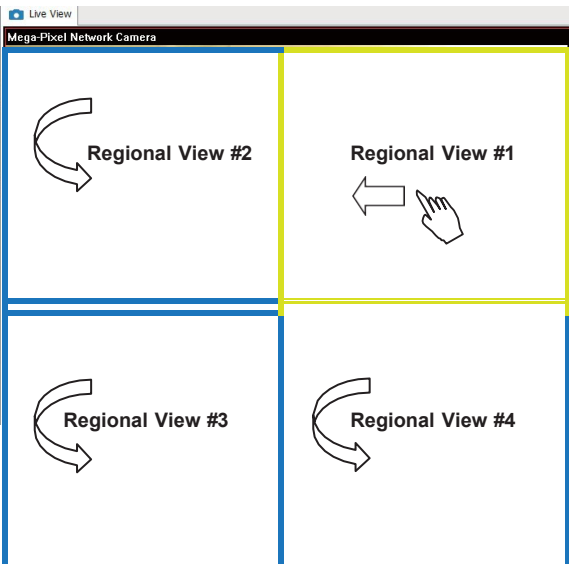 Live View
Mega-Pixel Network Camera
Regional View #2
Regional View #1
Regional View #3
Regional View #4